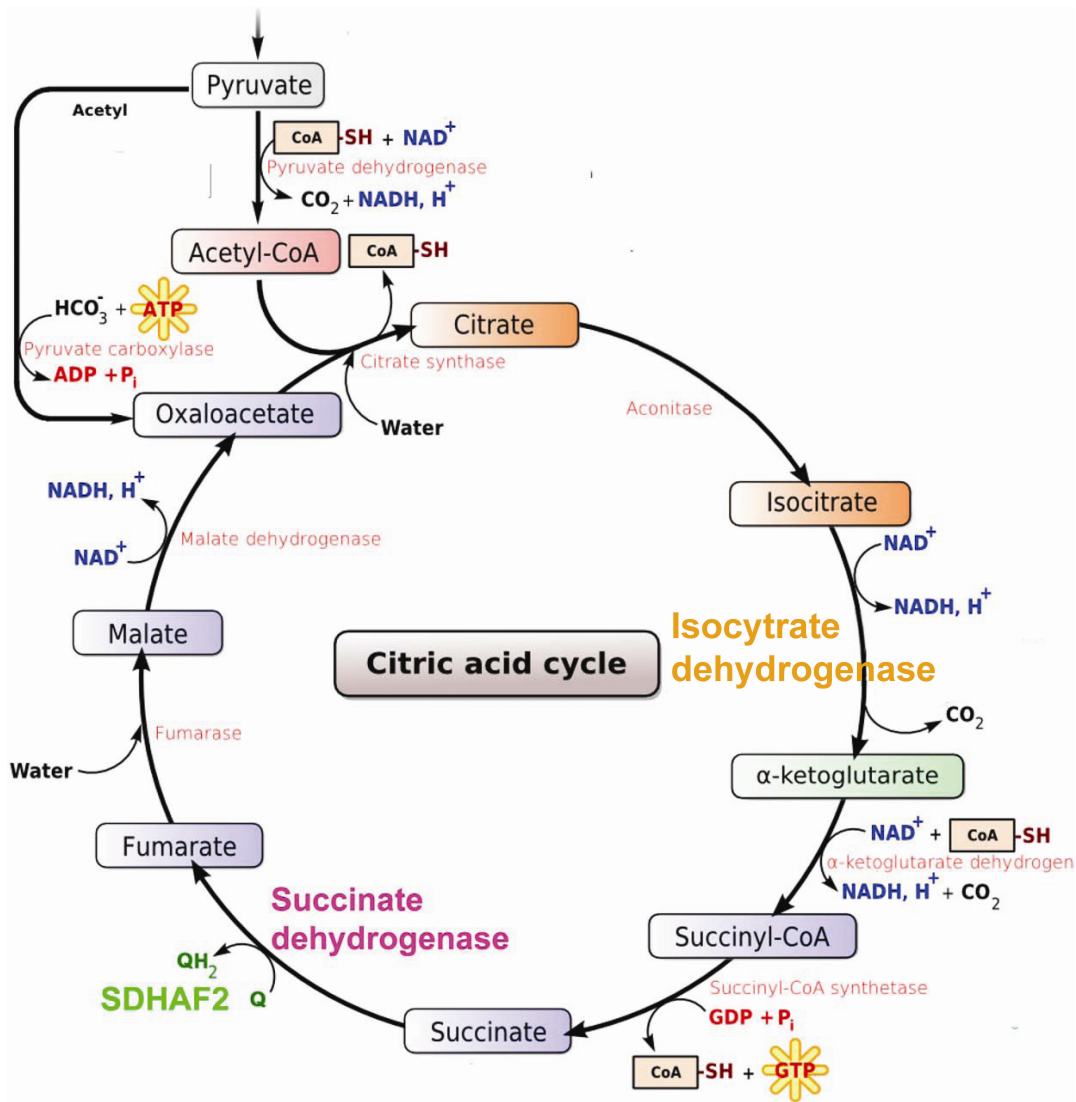 Pyruvate
Acetyl
CoA -SH + NAD+
Pyruvate dehydrogenase
CO2 + NADH, H+
Acetyl-CoA
CoA -SH
HCO3- + ATP
Citrate
Pyruvate carboxylase
Citrate synthase
ADP + Pi
Oxaloacetate
Water
Aconitase
NADH, H+
Isocitrate
Malate dehydrogenase
NAD+
NAD+
NADH, H+
Malate
Isocytrate
dehydrogenase
Citric acid cycle
CO2
Fumarase
Water
α-ketoglutarate
NAD+ + CoA -SH
Fumarate
α-ketoglutarate dehydrogen
NADH, H+ + CO2
Succinate
dehydrogenase
Succinyl-CoA
QH2
SDHAF2 Q
Succinyl-CoA synthetase
GDP + Pi
Succinate
CoA -SH + GTP